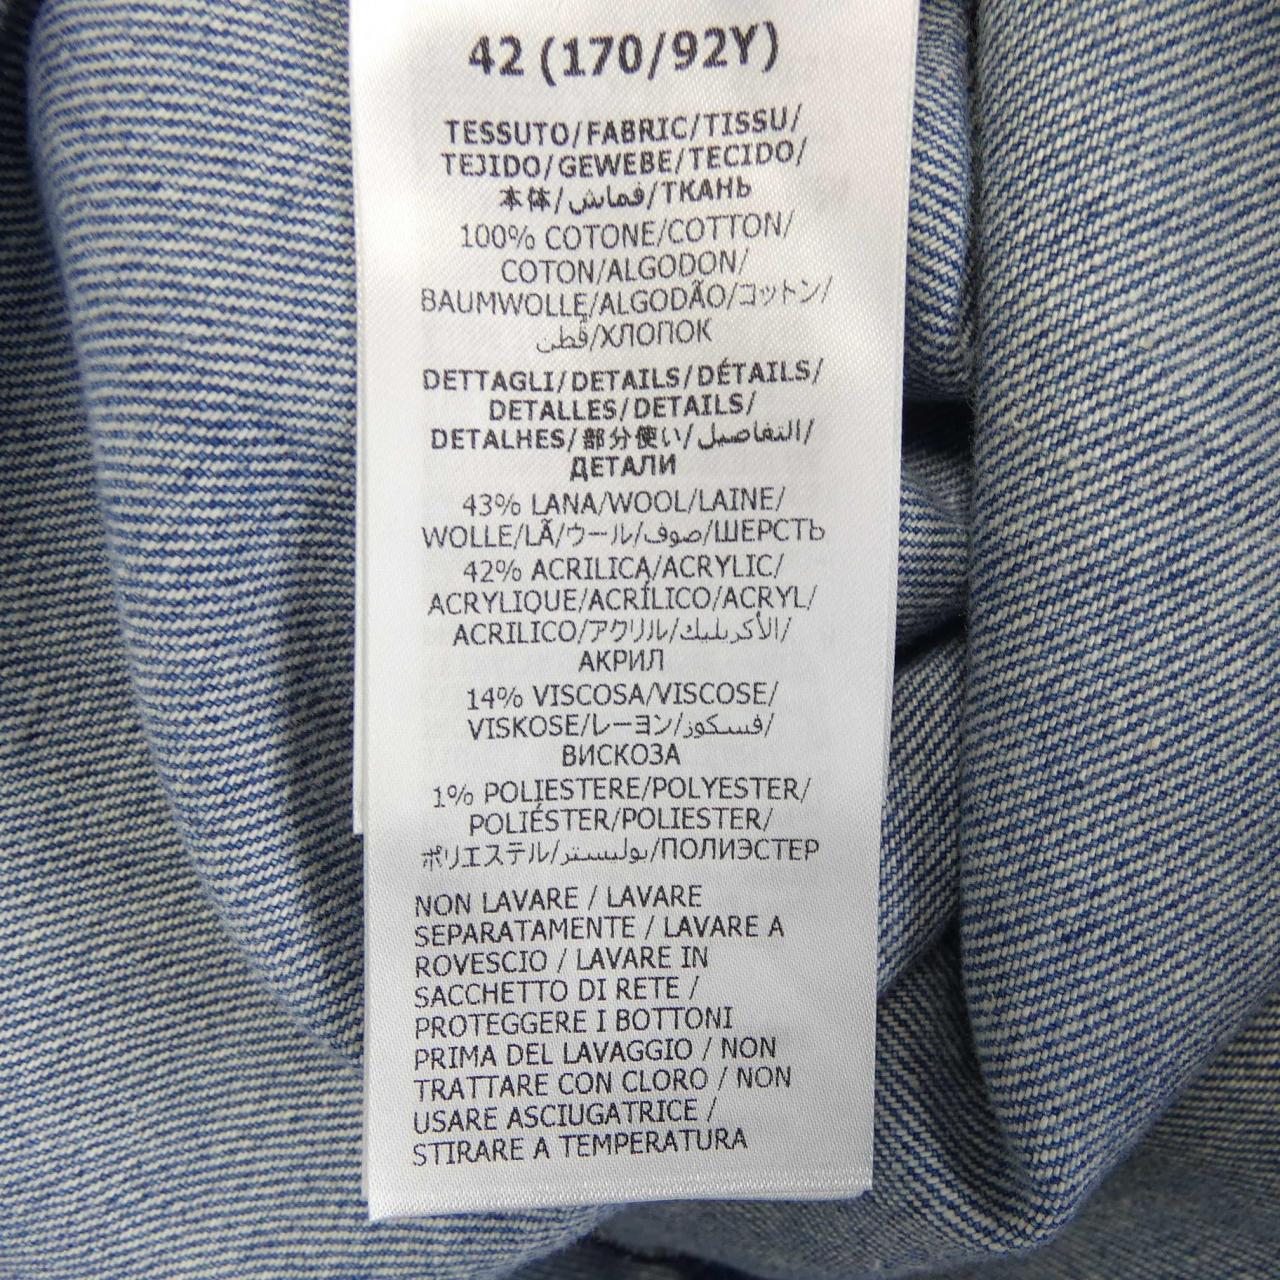 42 (170/92Y)
TESSUTO/FABRIC/TISSU/
TEJIDO/GEWEBE/TECIDO/
本体/قماش/ТКАНЬ
100% COTONE/COTTON/
COTON/ALGODON/
BAUMWOLLE/ALGODÃO/コットン/
قطن/ХЛОПОК
DETTAGLI/DETAILS/DÉTAILS/
DETALLES/DETAILS/
DETALHES/部分使い/التفاصيل/
ДЕТАЛИ
43% LANA/WOOL/LAINE/
WOLLE/LÃ/ウール/صوف/ШЕРСТЬ
42% ACRILICA/ACRYLIC/
ACRYLIQUE/ACRÍLICO/ACRYL/
ACRILICO/アクリル/الأكريليك/
АКРИЛ
14% VISCOSA/VISCOSE/
VISKOSE/レーヨン/فسكوز/
ВИСКОЗА
1% POLIESTERE/POLYESTER/
POLIÉSTER/POLIESTER/
ポリエステル/بوليستر/ПОЛИЭСТЕР
NON LAVARE / LAVARE
SEPARATAMENTE / LAVARE A
ROVESCIO / LAVARE IN
SACCHETTO DI RETE /
PROTEGGERE I BOTTONI
PRIMA DEL LAVAGGIO / NON
TRATTARE CON CLORO / NON
USARE ASCIUGATRICE /
STIRARE A TEMPERATURA